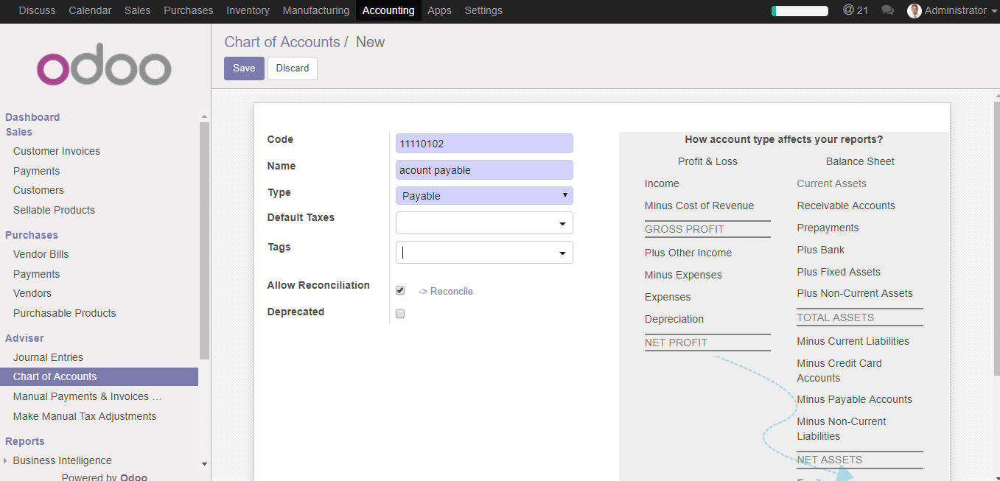 Discuss Calendar Sales Purchases Inventory Manufacturing Accounting Apps Settings @ 21 Administrator
odoo
Dashboard
Sales
Customer Invoices
Payments
Customers
Sellable Products
Purchases
Vendor Bills
Payments
Vendors
Purchasable Products
Adviser
Journal Entries
Chart of Accounts
Manual Payments & Invoices ...
Make Manual Tax Adjustments
Reports
Business Intelligence
Powered by Odoo
Chart of Accounts / New
Save Discard
Code 11110102
Name acount payable
Type Payable
Default Taxes
Tags
Allow Reconciliation -> Reconcile
Deprecated
How account type affects your reports?
Profit & Loss
Income
Minus Cost of Revenue
GROSS PROFIT
Plus Other Income
Minus Expenses
Expenses
Depreciation
NET PROFIT
Balance Sheet
Current Assets
Receivable Accounts
Prepayments
Plus Bank
Plus Fixed Assets
Plus Non-Current Assets
TOTAL ASSETS
Minus Current Liabilities
Minus Credit Card
Accounts
Minus Payable Accounts
Minus Non-Current
Liabilities
NET ASSETS